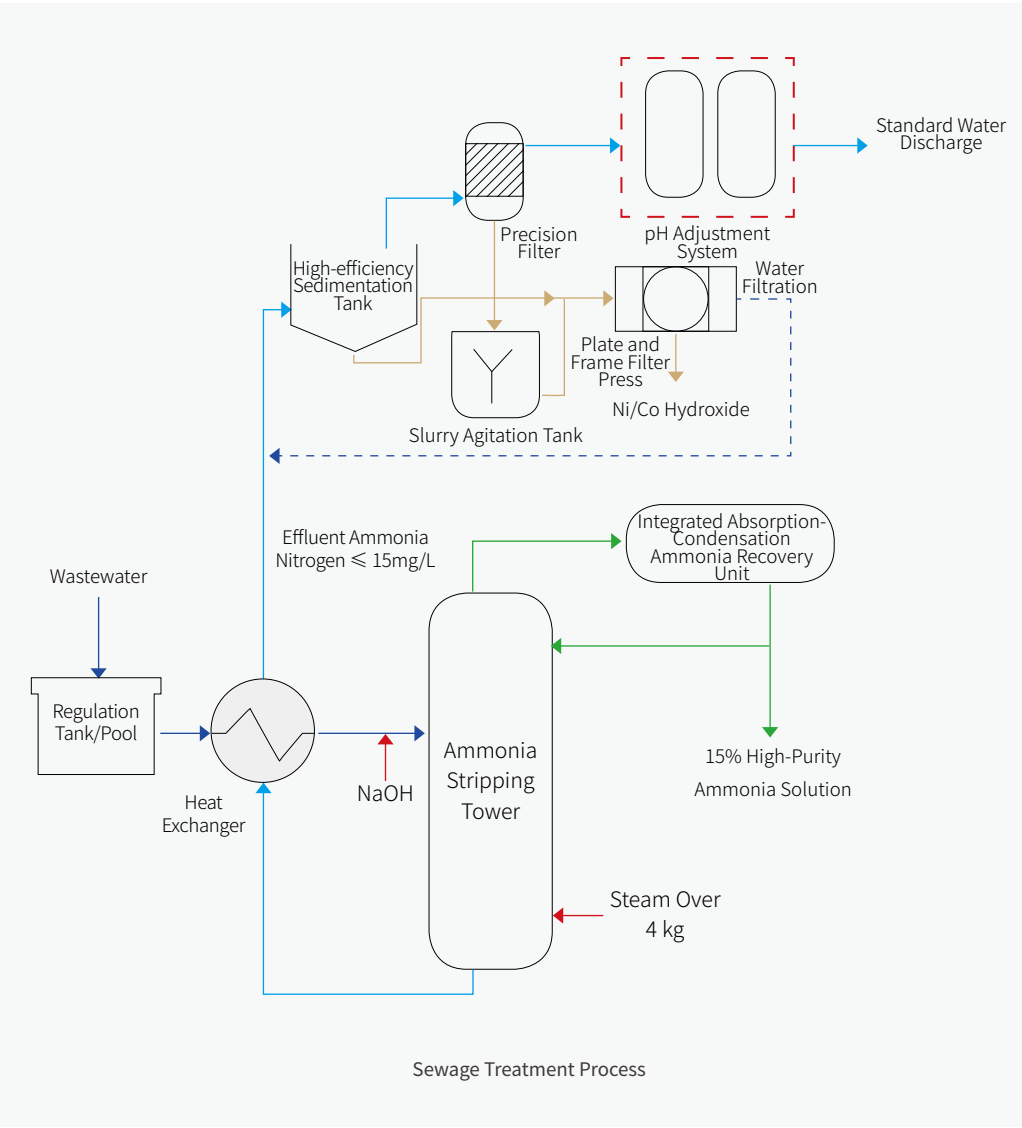 Standard Water
Discharge
Precision
Filter
pH Adjustment
System
High-efficiency
Sedimentation
Tank
Water
Filtration
Plate and
Frame Filter
Press
Ni/Co Hydroxide
Slurry Agitation Tank
Integrated Absorption-
Condensation
Ammonia Recovery
Unit
Effluent Ammonia
Nitrogen ⩽ 15mg/L
Wastewater
Regulation
Tank/Pool
Heat
Exchanger
NaOH
Ammonia
Stripping
Tower
15% High-Purity
Ammonia Solution
Steam Over
4 kg
Sewage Treatment Process